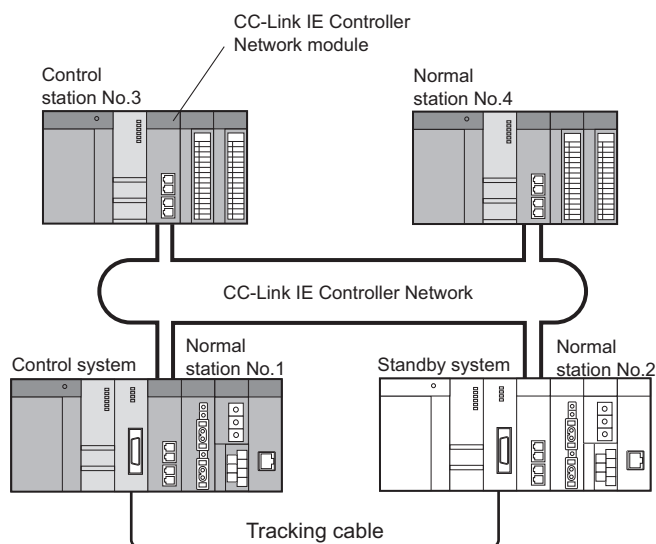 CC-Link IE Controller
Network module
Control
station No.3
Normal
station No.4
CC-Link IE Controller Network
Control system
Normal
station No.1
Standby system
Normal
station No.2
Tracking cable